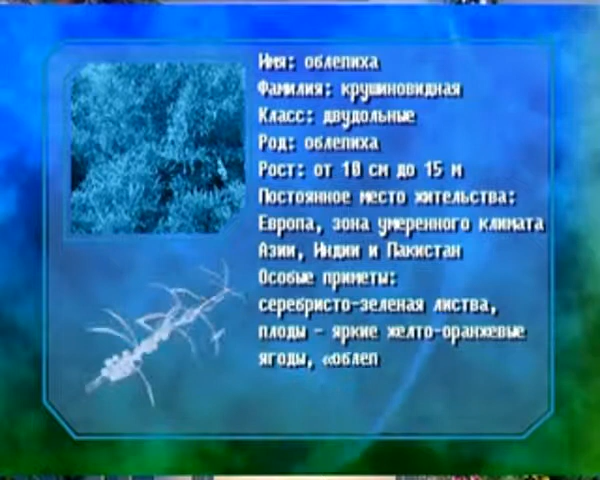 Имя: облепиха
Фамилия: крушиновидная
Класс: двудольные
Род: облепиха
Рост: от 10 см до 15 м
Постоянное место жительства:
Европа, зона умеренного климата
Азии, Индии и Пакистан
Особые приметы:
серебристо-зеленая листва,
плоды - яркие желто-оранжевые
ягоды, «облеп